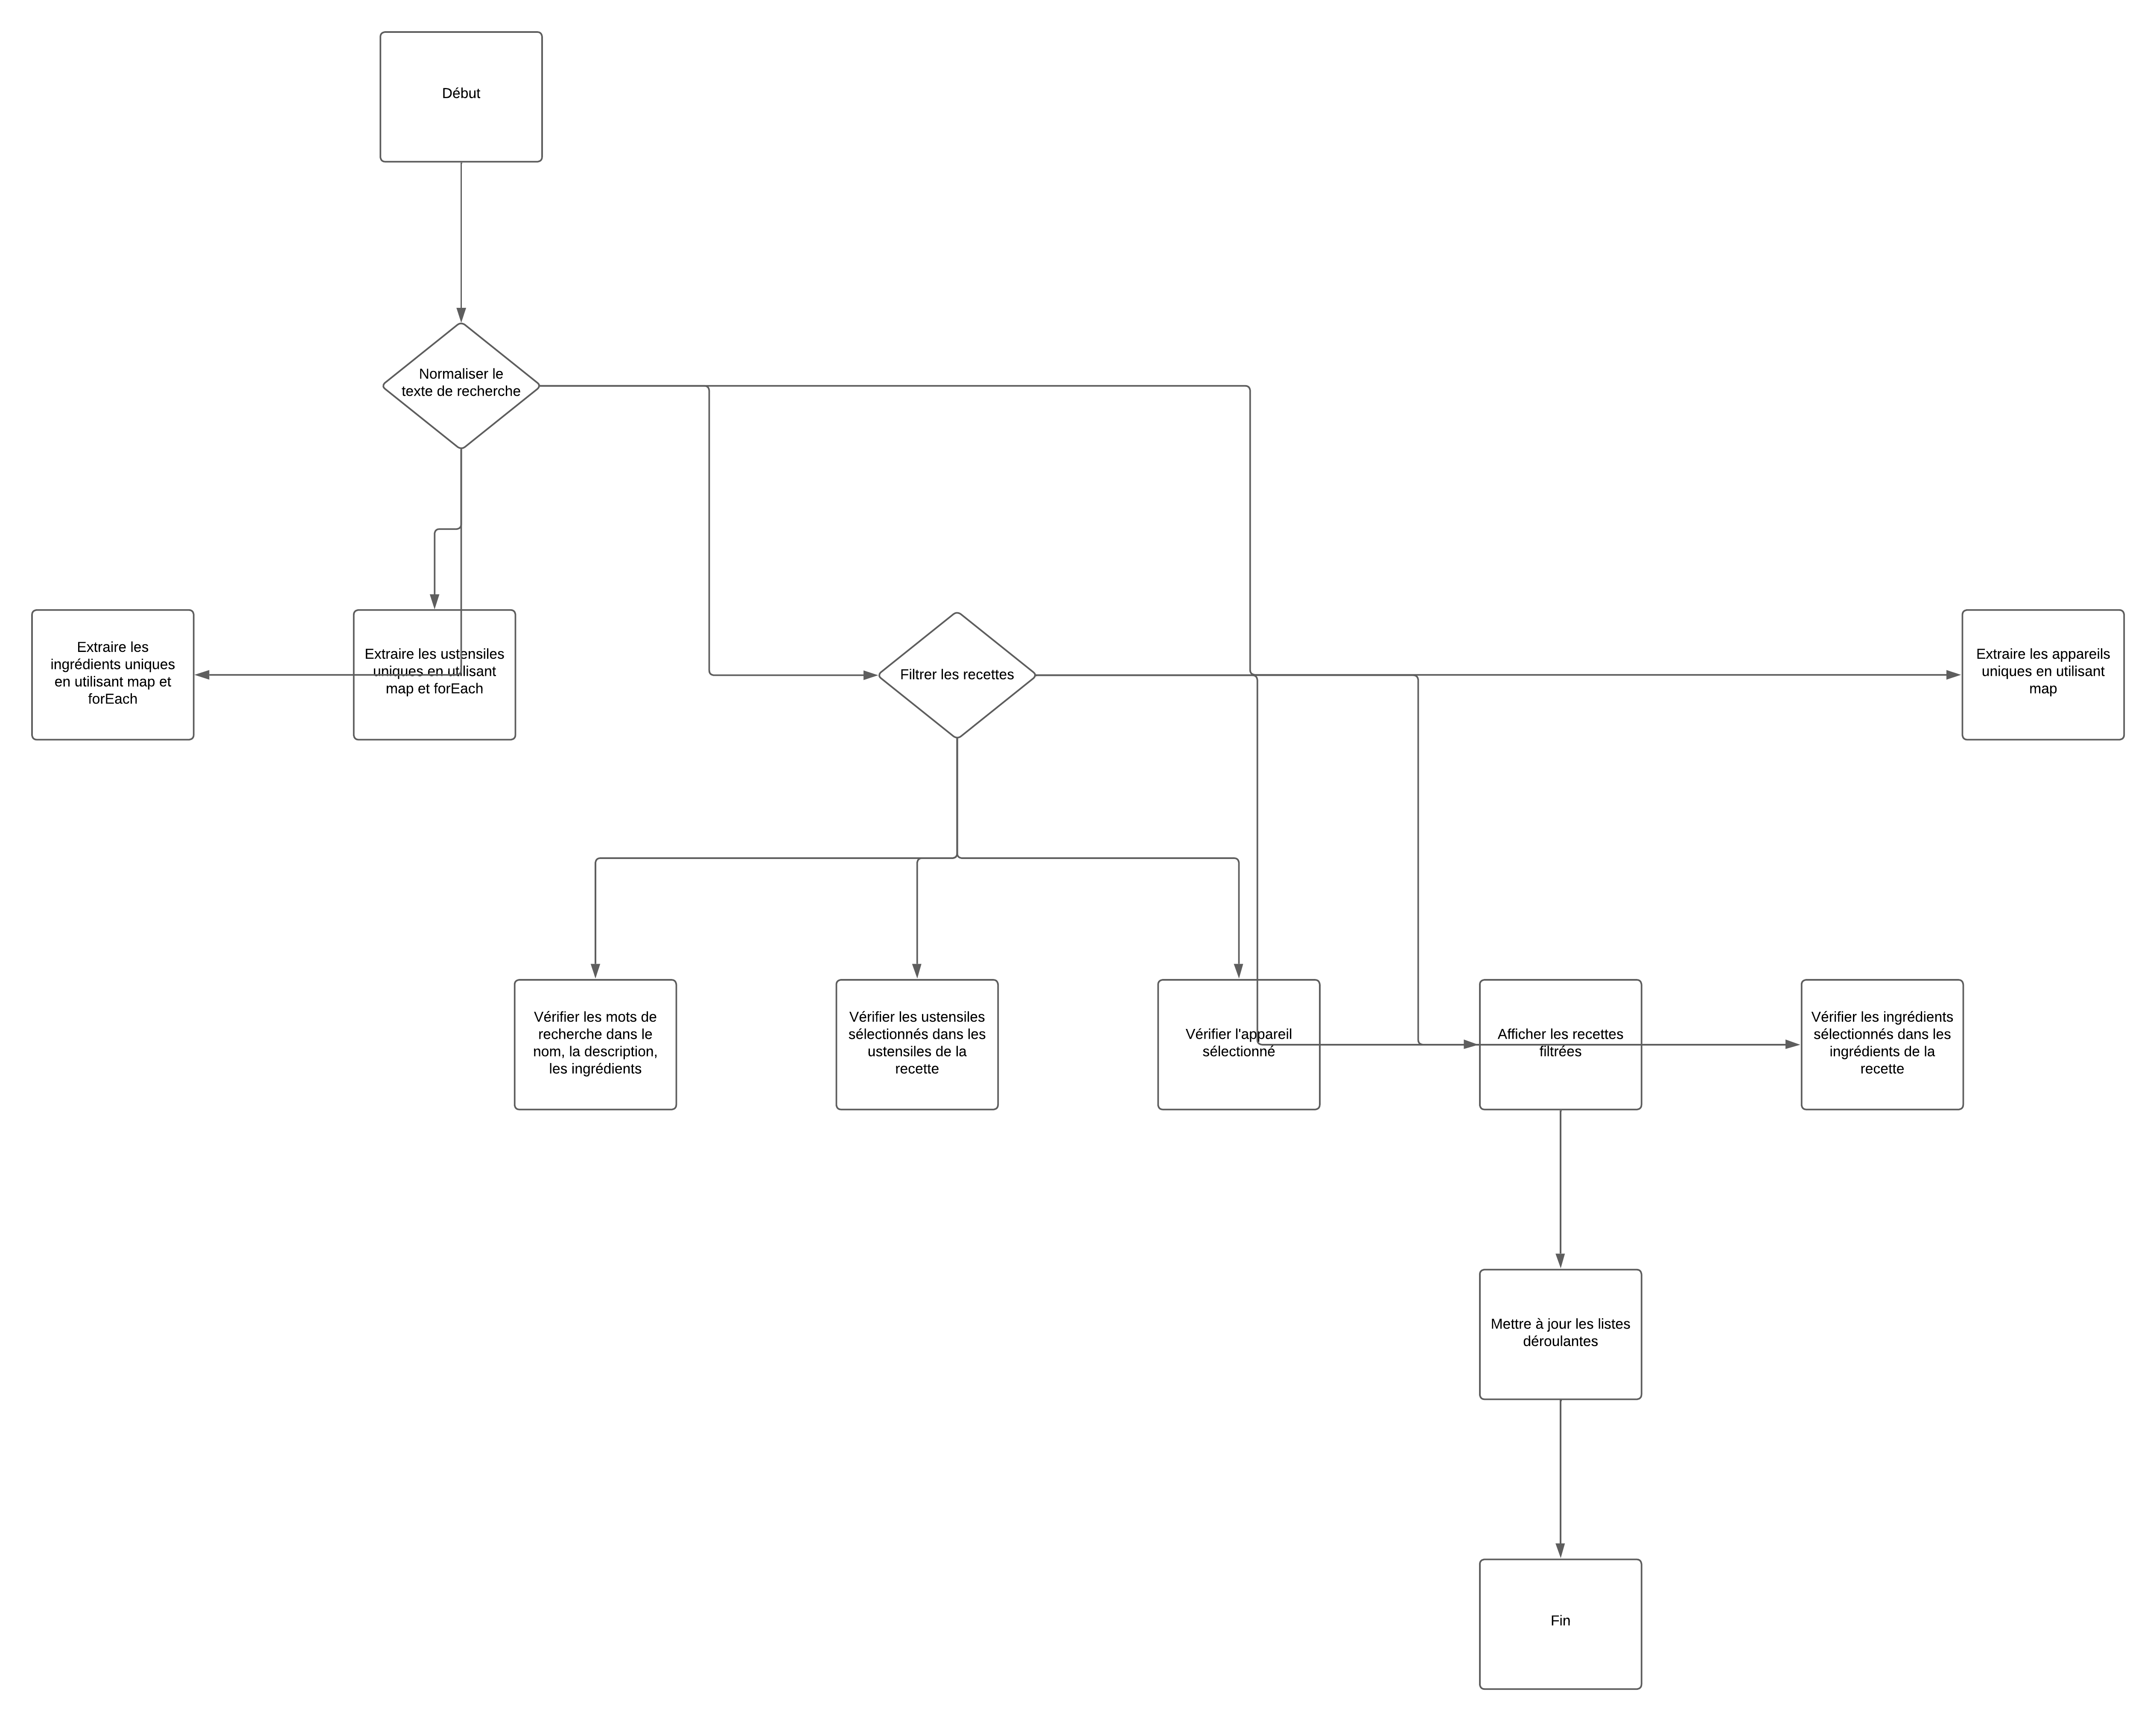 Début
Normaliser le
texte de recherche
Extraire les
ingrédients uniques
en utilisant map et
forEach
Extraire les ustensiles
uniques en utilisant
map et forEach
Filtrer les recettes
Extraire les appareils
uniques en utilisant
map
Vérifier les mots de
recherche dans le
nom, la description,
les ingrédients
Vérifier les ustensiles
sélectionnés dans les
ustensiles de la
recette
Vérifier l'appareil
sélectionné
Afficher les recettes
filtrées
Vérifier les ingrédients
sélectionnés dans les
ingrédients de la
recette
Mettre à jour les listes
déroulantes
Fin